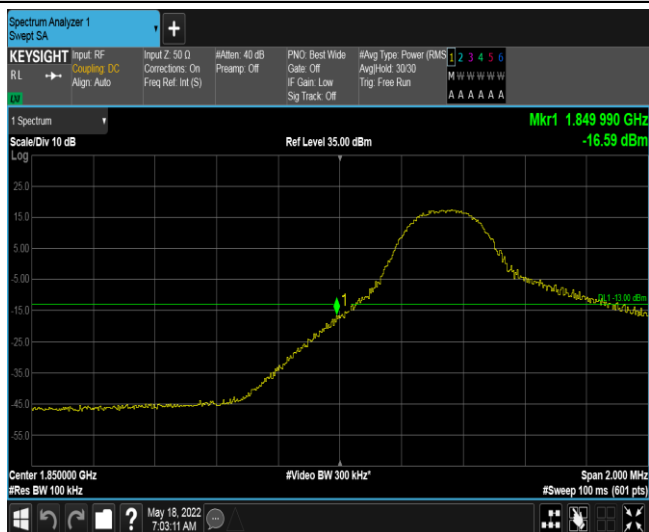 Spectrum Analyzer 1
Swept SA
+
KEYSIGHT
RL
Input: RF
Coupling: DC
Align: Auto
Input Z: 50 Ω
Corrections: On
Freq Ref: Int (S)
#Atten: 40 dB
Preamp: Off
PNO: Best Wide
Gate: Off
IF Gain: Low
Sig Track: Off
#Avg Type: Power (RMS
Avg|Hold: 30/30
Trig: Free Run
1 2 3 4 5 6
M W W W W W
A A A A A A
1 Spectrum
Scale/Div 10 dB
Ref Level 35.00 dBm
Mkr1 1.849 990 GHz
-16.59 dBm
Log
25.0
15.0
5.00
-5.00
-15.0
-25.0
-35.0
-45.0
-55.0
1
DL1 -13.00 dBm
Center 1.850000 GHz
#Video BW 300 kHz*
Span 2.000 MHz
#Res BW 100 kHz
#Sweep 100 ms (601 pts)
?
May 18, 2022
7:03:11 AM